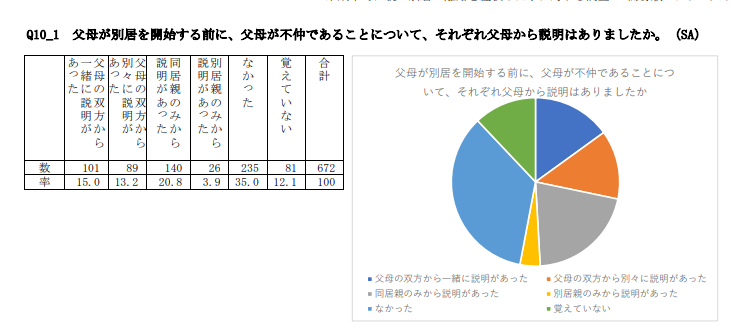 Q10_1 父母が別居を開始する前に、父母が不仲であることについて、それぞれ父母から説明はありましたか。(SA)
父母の双方から一緒に説明があった
父母の双方から別々に説明があった
同居親のみから説明があった
別居親のみから説明があった
なかった
覚えていない
合計
数 101 89 140 26 235 81 672
率 15.0 13.2 20.8 3.9 35.0 12.1 100
父母が別居を開始する前に、父母が不仲であることにつ
いて、それぞれ父母から説明はありましたか
父母の双方から一緒に説明があった 父母の双方から別々に説明があった
同居親のみから説明があった 別居親のみから説明があった
なかった 覚えていない